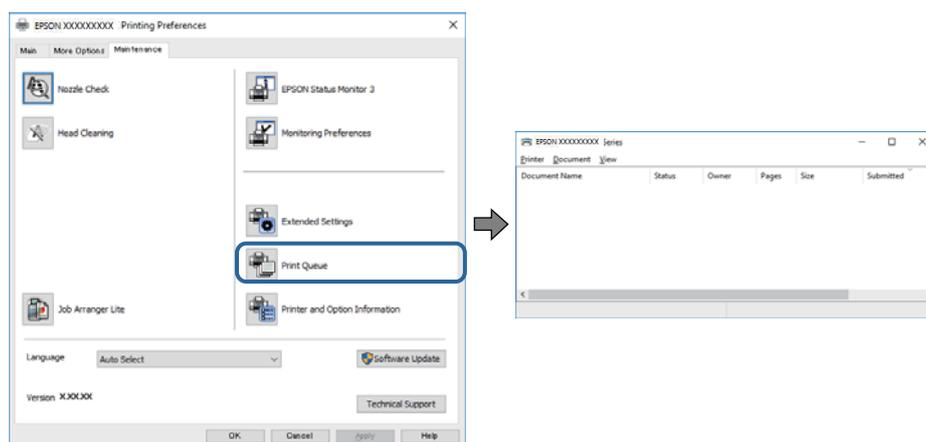 EPSON XXXXXXXXX Printing Preferences
Main More Options Maintenance
Nozzle Check
Head Cleaning
Job Arranger Lite
EPSON Status Monitor 3
Monitoring Preferences
Extended Settings
Print Queue
Printer and Option Information
Language Auto Select
Software Update
Version X.XX.XX
Technical Support
OK Cancel Apply Help
EPSON XXXXXXXXX Series
Printer Document View
Document Name Status Owner Pages Size Submitted